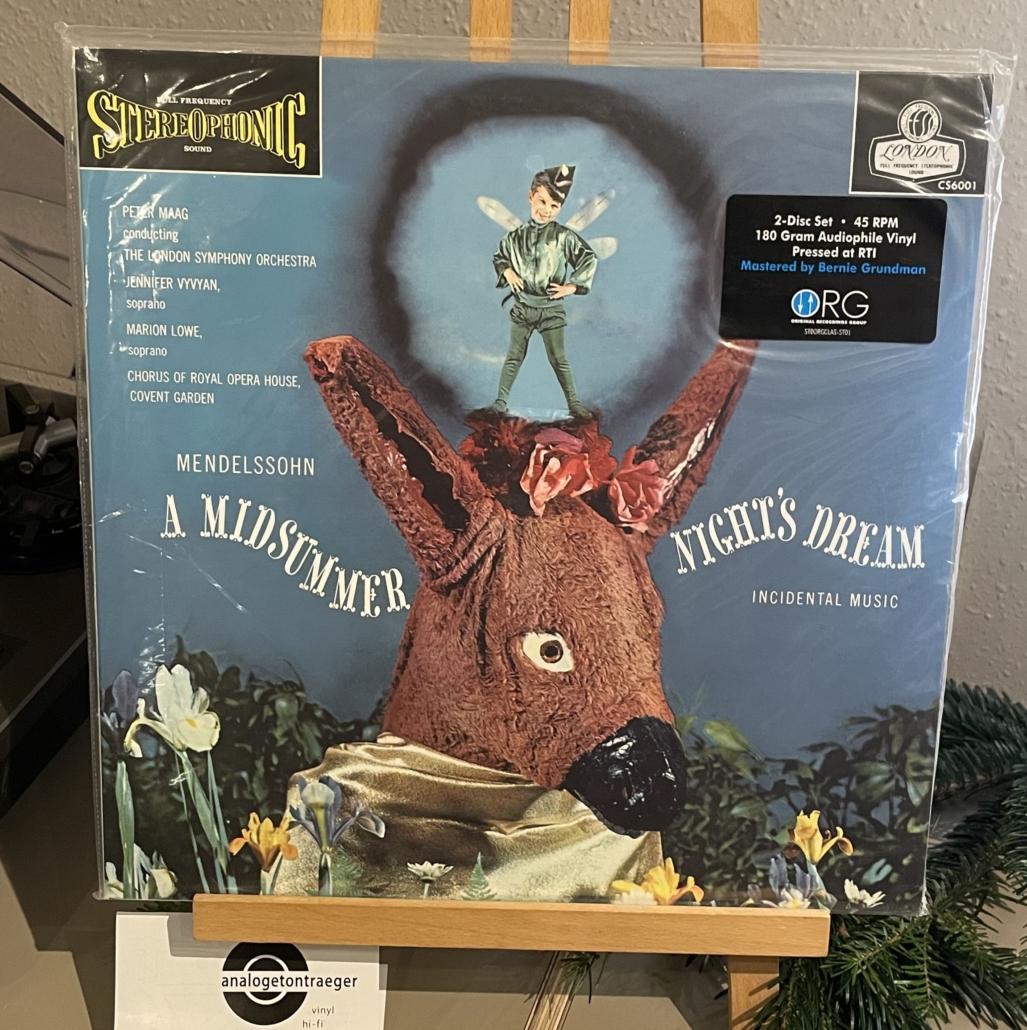 FULL FREQUENCY
STEREOPHONIC
SOUND
LONDON
FULL FREQUENCY STEREOPHONIC
SOUND
CS6001
PETER MAAG
conducting
THE LONDON SYMPHONY ORCHESTRA
JENNIFER VYVYAN,
soprano
MARION LOWE,
soprano
CHORUS OF ROYAL OPERA HOUSE,
COVENT GARDEN
2-Disc Set • 45 RPM
180 Gram Audiophile Vinyl
Pressed at RTI
Mastered by Bernie Grundman
ORG
ORIGINAL RECORDINGS GROUP
STOORGCLAS-ST01
MENDELSSOHN
A MIDSUMMER NIGHT'S DREAM
INCIDENTAL MUSIC
analogetontraeger
vinyl
hi-fi